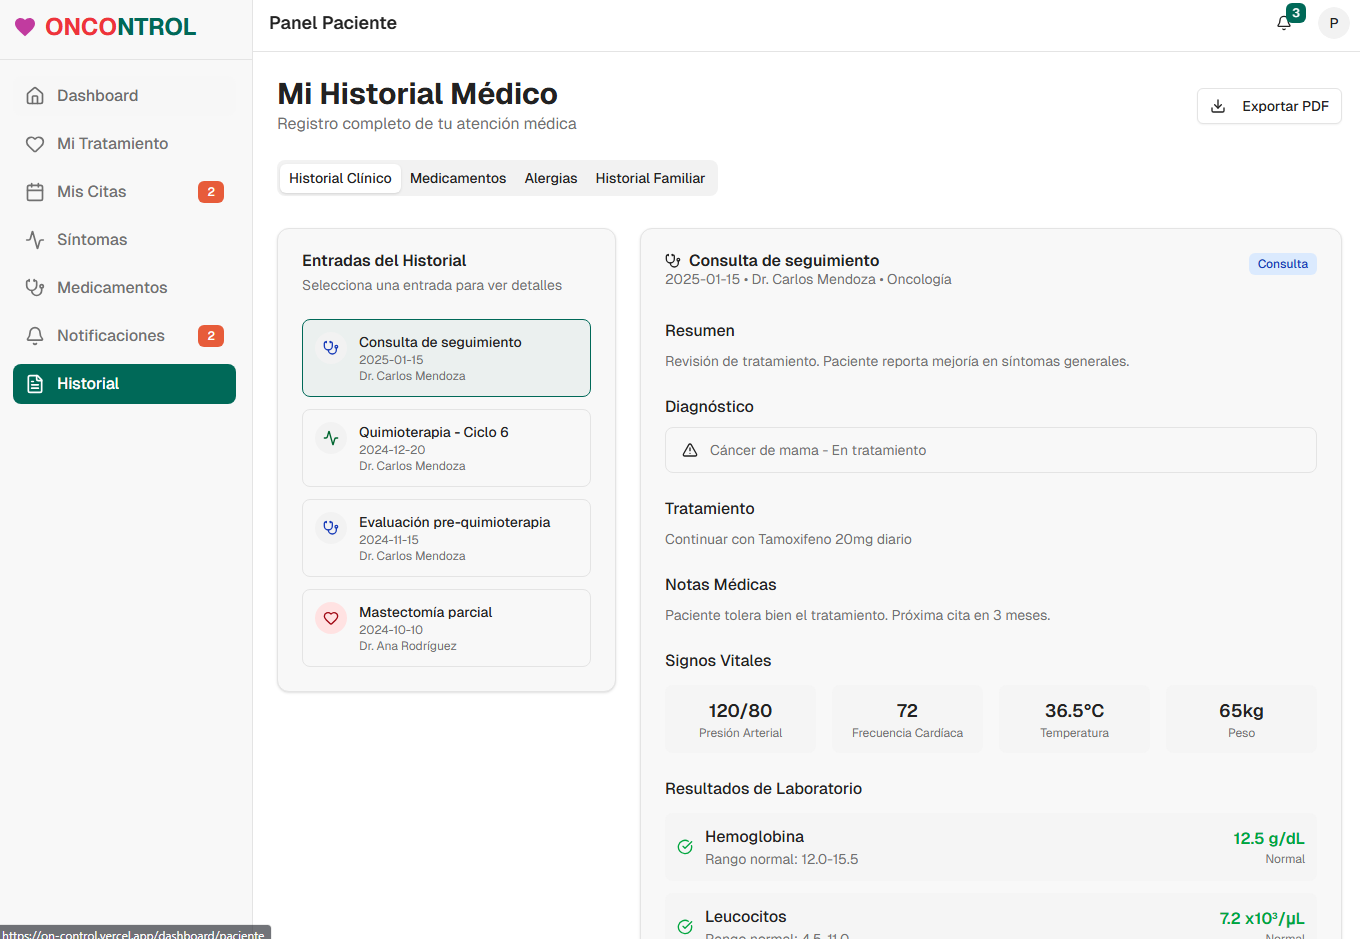 ONCONTROL
Panel Paciente
3
P
Dashboard
Mi Tratamiento
Mis Citas
2
Síntomas
Medicamentos
Notificaciones
2
Historial
Mi Historial Médico
Registro completo de tu atención médica
Exportar PDF
Historial Clínico
Medicamentos
Alergias
Historial Familiar
Entradas del Historial
Selecciona una entrada para ver detalles
Consulta de seguimiento
2025-01-15
Dr. Carlos Mendoza
Quimioterapia - Ciclo 6
2024-12-20
Dr. Carlos Mendoza
Evaluación pre-quimioterapia
2024-11-15
Dr. Carlos Mendoza
Mastectomía parcial
2024-10-10
Dr. Ana Rodríguez
Consulta de seguimiento
2025-01-15 • Dr. Carlos Mendoza • Oncología
Consulta
Resumen
Revisión de tratamiento. Paciente reporta mejoría en síntomas generales.
Diagnóstico
Cáncer de mama - En tratamiento
Tratamiento
Continuar con Tamoxifeno 20mg diario
Notas Médicas
Paciente tolera bien el tratamiento. Próxima cita en 3 meses.
Signos Vitales
120/80
Presión Arterial
72
Frecuencia Cardíaca
36.5°C
Temperatura
65kg
Peso
Resultados de Laboratorio
Hemoglobina
Rango normal: 12.0-15.5
12.5 g/dL
Normal
Leucocitos
Rango normal: 4.5-11.0
7.2 x10³/µL
Normal
https://on-control.vercel.app/dashboard/paciente